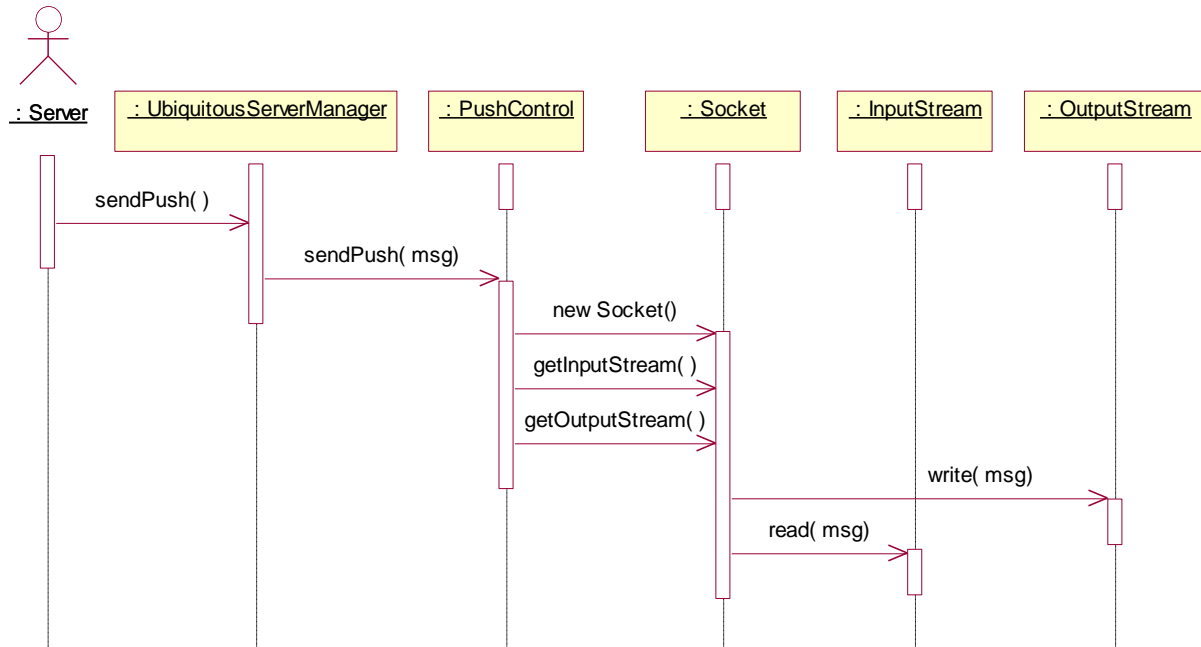 : Server
: UbiquitousServerManager
: PushControl
: Socket
: InputStream
: OutputStream
sendPush( )
sendPush( msg)
new Socket()
getInputStream( )
getOutputStream( )
write( msg)
read( msg)